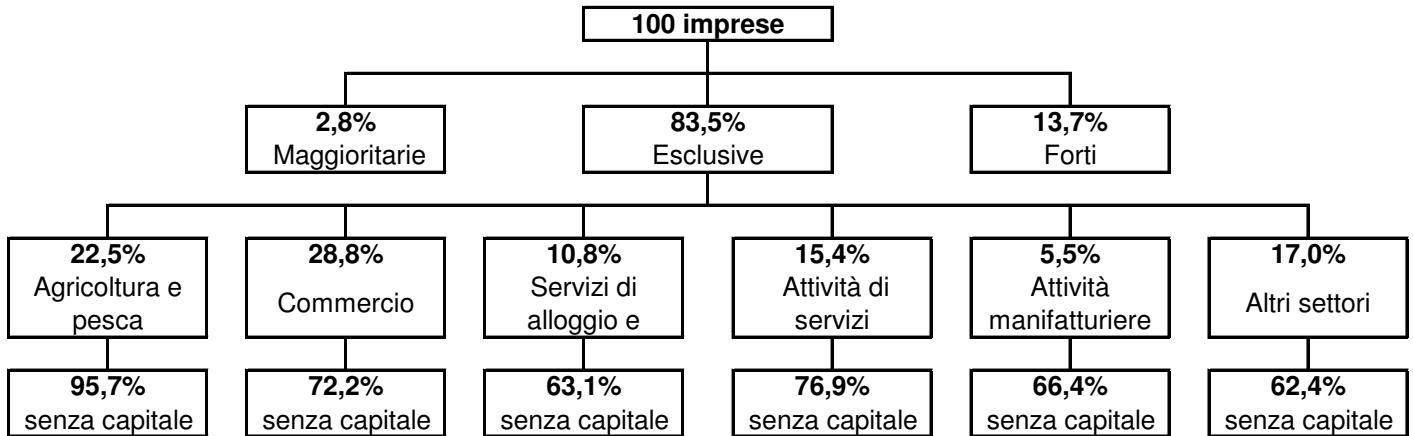 100 imprese
2,8%
Maggioritarie
83,5%
Esclusive
13,7%
Forti
22,5%
Agricoltura e
pesca
28,8%
Commercio
10,8%
Servizi di
alloggio e
15,4%
Attività di
servizi
5,5%
Attività
manifatturiere
17,0%
Altri settori
95,7%
senza capitale
72,2%
senza capitale
63,1%
senza capitale
76,9%
senza capitale
66,4%
senza capitale
62,4%
senza capitale